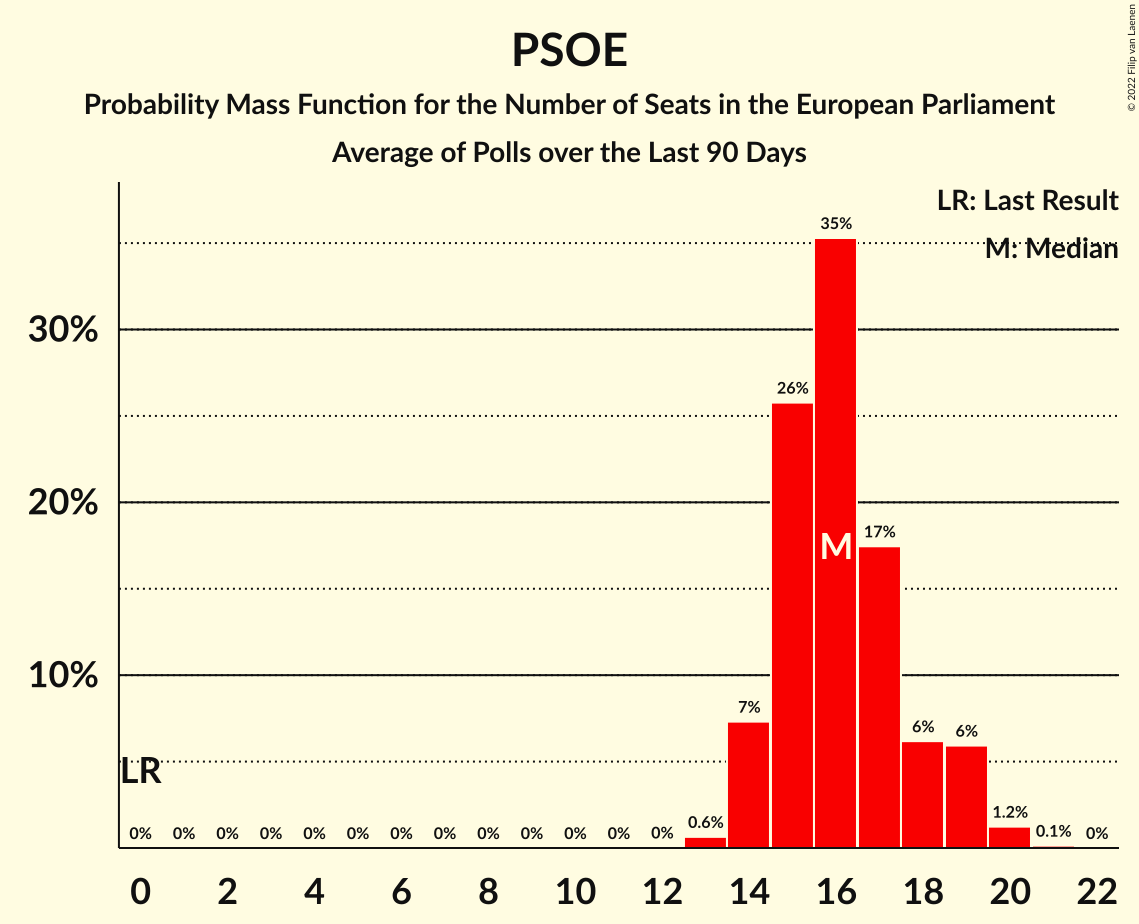 PSOE
Probability Mass Function for the Number of Seats in the European Parliament
Average of Polls over the Last 90 Days
© 2022 Filip van Laenen
LR: Last Result
M: Median
35%
30%
26%
20%
17%
M
10%
7%
6%
6%
LR
0%
0%
0%
0%
0%
0%
0%
0%
0%
0%
0%
0%
0%
0.6%
1.2%
0.1%
0%
0 2 4 6 8 10 12 14 16 18 20 22